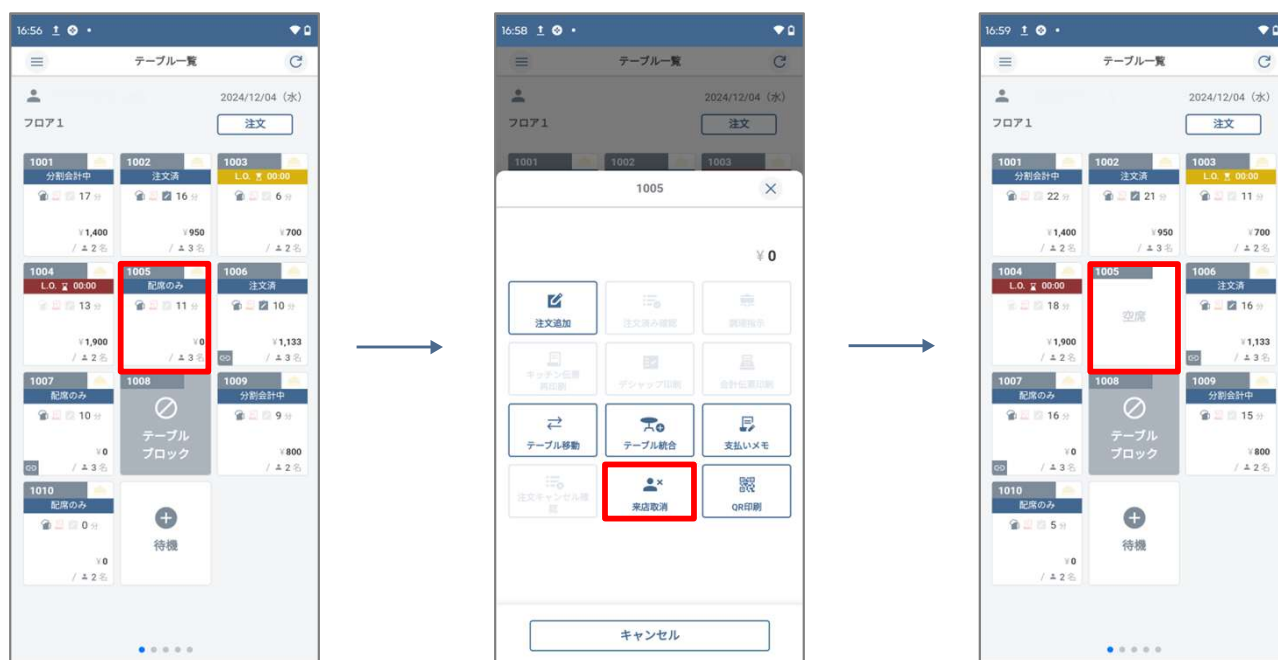 16:56
テーブル一覧
2024/12/04（水）
フロア1
注文
1001
分割会計中
17 分
¥1,400
/ 2名
1002
注文済
16 分
¥950
/ 3名
1003
L.O. 00:00
6 分
¥700
/ 2名
1004
L.O. 00:00
13 分
¥1,900
/ 2名
1005
配席のみ
11 分
¥0
/ 3名
1006
注文済
10 分
¥1,133
/ 3名
1007
配席のみ
10 分
¥0
/ 3名
1008
テーブル
ブロック
1009
分割会計中
9 分
¥800
/ 2名
1010
配席のみ
0 分
¥0
/ 2名
待機
16:58
テーブル一覧
2024/12/04（水）
フロア1
注文
1001
1002
1003
1005
¥ 0
注文追加
注文済み確認
調理指示
キッチン伝票
再印刷
デシャップ印刷
会計伝票印刷
テーブル移動
テーブル統合
支払いメモ
注文キャンセル確
認
来店取消
QR印刷
キャンセル
16:59
テーブル一覧
2024/12/04（水）
フロア1
注文
1001
分割会計中
22 分
¥1,400
/ 2名
1002
注文済
21 分
¥950
/ 3名
1003
L.O. 00:00
11 分
¥700
/ 2名
1004
L.O. 00:00
18 分
¥1,900
/ 2名
1005
空席
1006
注文済
16 分
¥1,133
/ 3名
1007
配席のみ
16 分
¥0
/ 3名
1008
テーブル
ブロック
1009
分割会計中
15 分
¥800
/ 2名
1010
配席のみ
5 分
¥0
/ 2名
待機